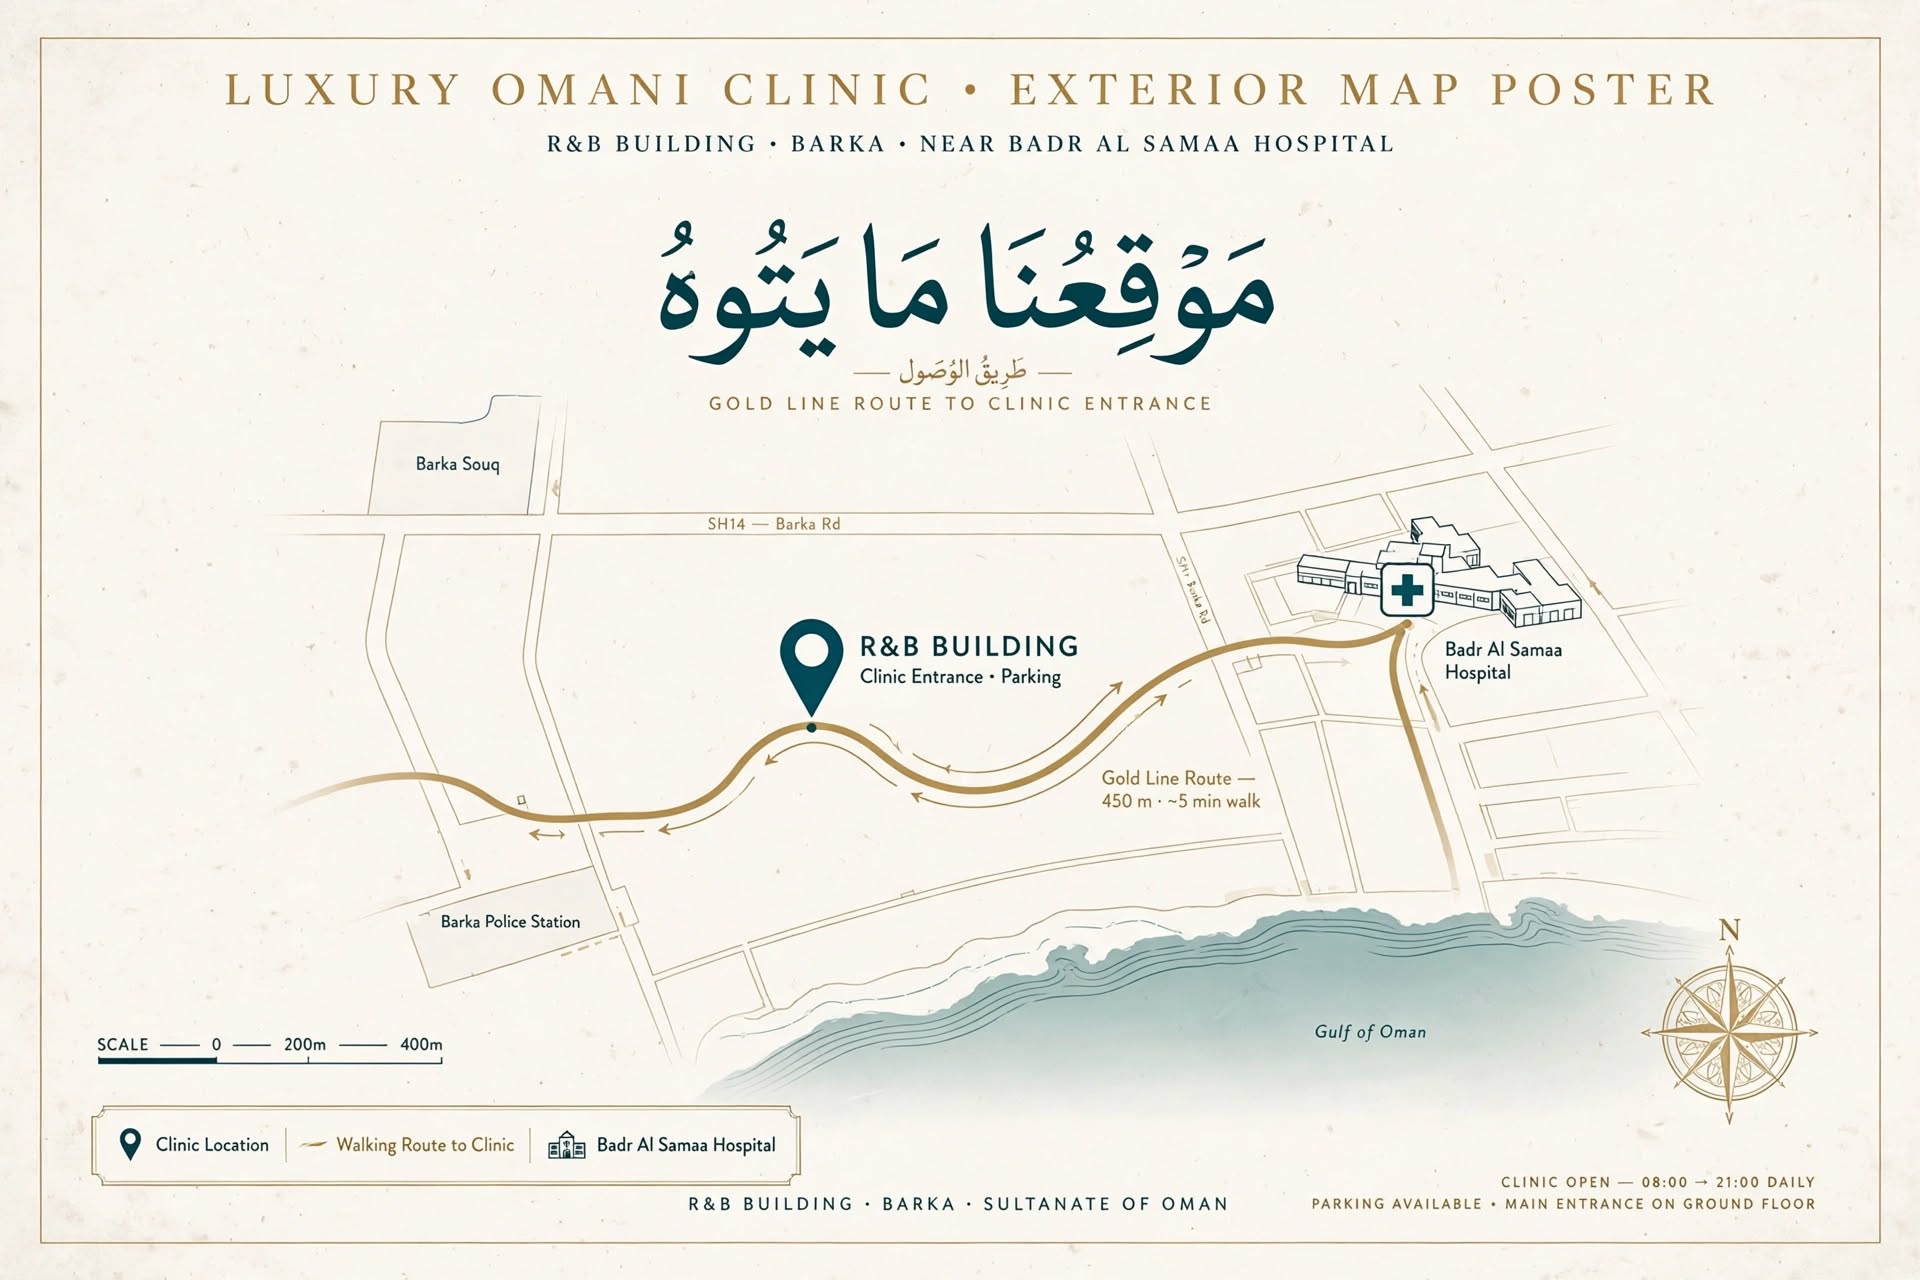 LUXURY OMANI CLINIC • EXTERIOR MAP POSTER
R&B BUILDING • BARKA • NEAR BADR AL SAMAA HOSPITAL
مَوْقِعُنَا مَا يَتُوهُ
طَرِيقُ الوُصَول
GOLD LINE ROUTE TO CLINIC ENTRANCE
Barka Souq
SH14 — Barka Rd
Barka Rd
R&B BUILDING
Clinic Entrance • Parking
Badr Al Samaa
Hospital
Gold Line Route —
450 m · ~5 min walk
Barka Police Station
Gulf of Oman
N
SCALE — 0 — 200m — 400m
Clinic Location
Walking Route to Clinic
Badr Al Samaa Hospital
R&B BUILDING • BARKA • SULTANATE OF OMAN
CLINIC OPEN — 08:00 → 21:00 DAILY
PARKING AVAILABLE • MAIN ENTRANCE ON GROUND FLOOR